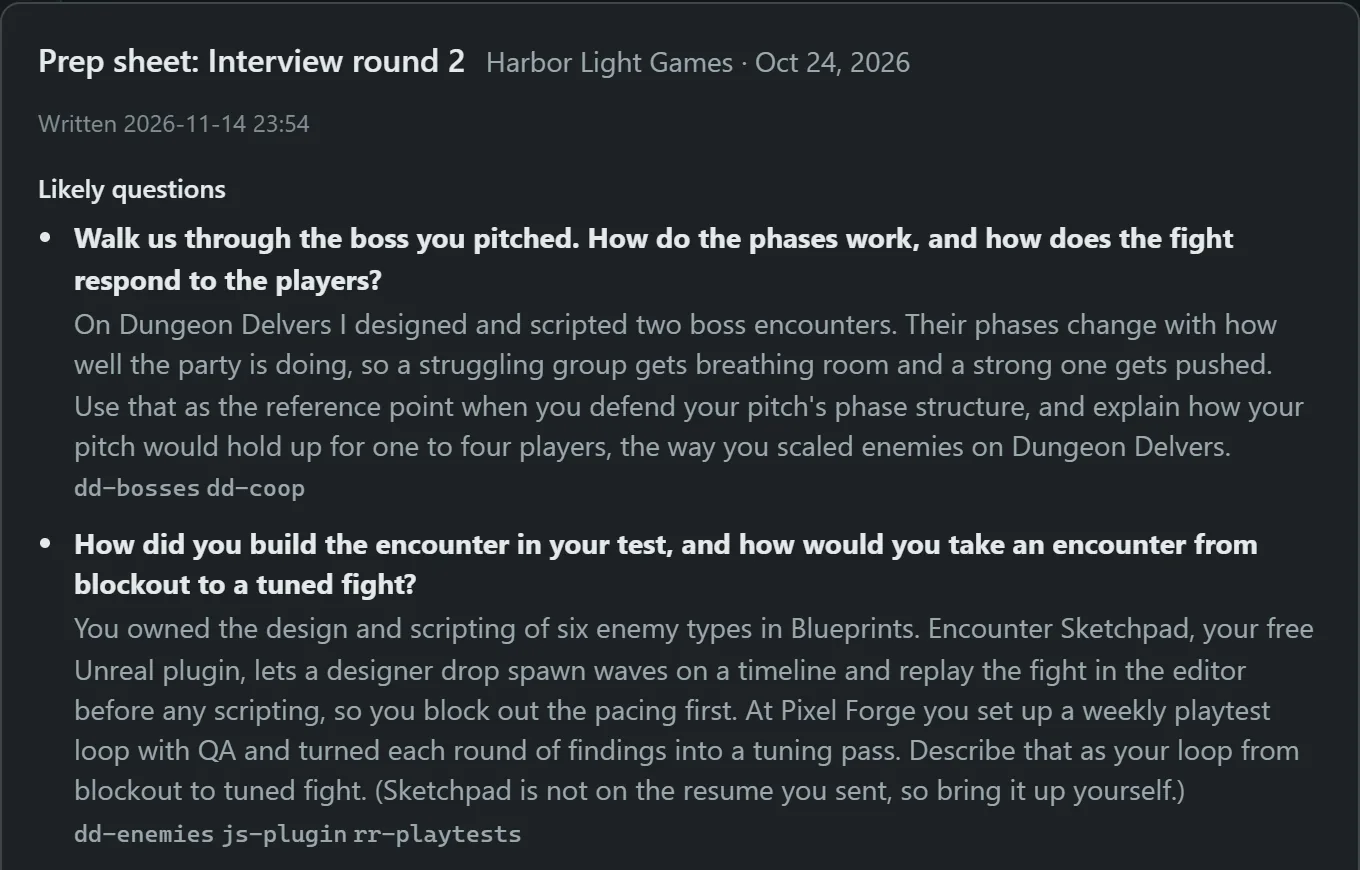 Prep sheet: Interview round 2 Harbor Light Games · Oct 24, 2026
Written 2026-11-14 23:54
Likely questions
• Walk us through the boss you pitched. How do the phases work, and how does the fight
respond to the players?
On Dungeon Delvers I designed and scripted two boss encounters. Their phases change with how
well the party is doing, so a struggling group gets breathing room and a strong one gets pushed.
Use that as the reference point when you defend your pitch's phase structure, and explain how your
pitch would hold up for one to four players, the way you scaled enemies on Dungeon Delvers.
dd-bosses dd-coop
• How did you build the encounter in your test, and how would you take an encounter from
blockout to a tuned fight?
You owned the design and scripting of six enemy types in Blueprints. Encounter Sketchpad, your free
Unreal plugin, lets a designer drop spawn waves on a timeline and replay the fight in the editor
before any scripting, so you block out the pacing first. At Pixel Forge you set up a weekly playtest
loop with QA and turned each round of findings into a tuning pass. Describe that as your loop from
blockout to tuned fight. (Sketchpad is not on the resume you sent, so bring it up yourself.)
dd-enemies js-plugin rr-playtests